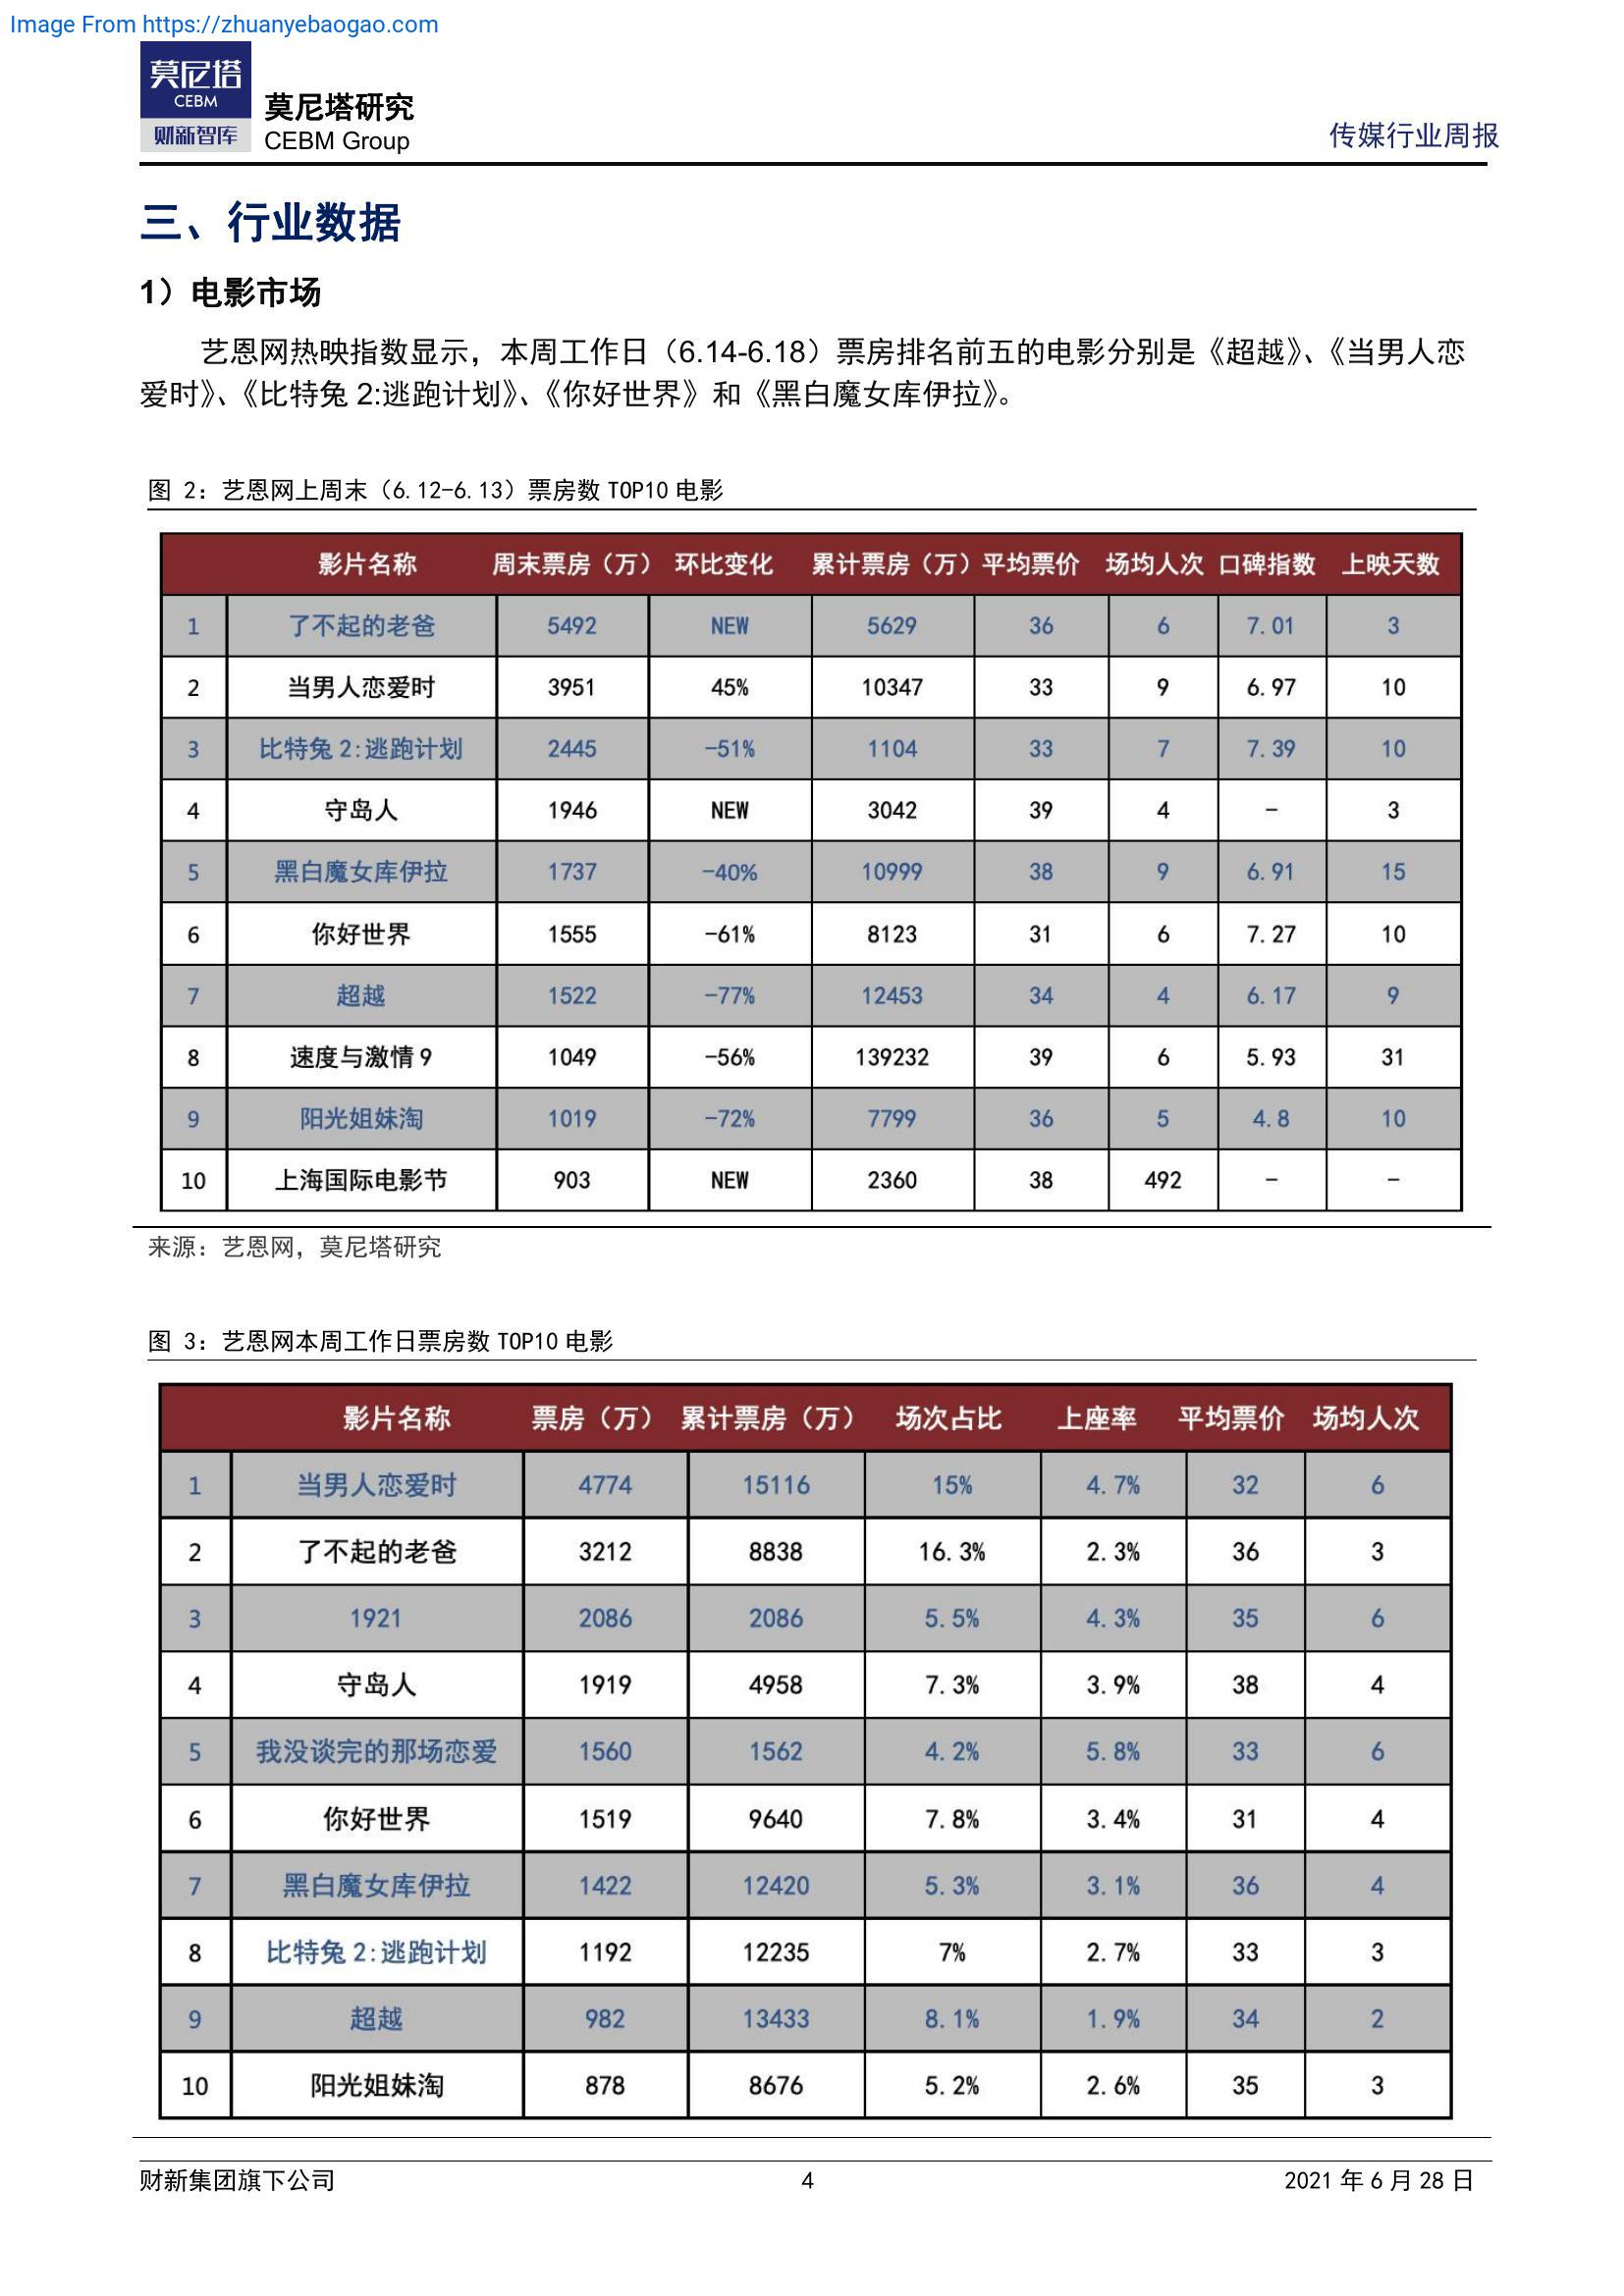 Image From https://zhuanyebaogao.com
莫尼塔
CEBM
财新智库
莫尼塔研究
CEBM Group
传媒行业周报
三、行业数据
1）电影市场
艺恩网热映指数显示，本周工作日（6.14-6.18）票房排名前五的电影分别是《超越》、《当男人恋
爱时》、《比特兔 2:逃跑计划》、《你好世界》和《黑白魔女库伊拉》。
图 2：艺恩网上周末（6.12-6.13）票房数 TOP10 电影
影片名称 周末票房（万） 环比变化 累计票房（万） 平均票价 场均人次 口碑指数 上映天数
1 了不起的老爸 5492 NEW 5629 36 6 7.01 3
2 当男人恋爱时 3951 45% 10347 33 9 6.97 10
3 比特兔 2:逃跑计划 2445 -51% 1104 33 7 7.39 10
4 守岛人 1946 NEW 3042 39 4 - 3
5 黑白魔女库伊拉 1737 -40% 10999 38 9 6.91 15
6 你好世界 1555 -61% 8123 31 6 7.27 10
7 超越 1522 -77% 12453 34 4 6.17 9
8 速度与激情 9 1049 -56% 139232 39 6 5.93 31
9 阳光姐妹淘 1019 -72% 7799 36 5 4.8 10
10 上海国际电影节 903 NEW 2360 38 492 - -
来源：艺恩网，莫尼塔研究
图 3：艺恩网本周工作日票房数 TOP10 电影
影片名称 票房（万） 累计票房（万） 场次占比 上座率 平均票价 场均人次
1 当男人恋爱时 4774 15116 15% 4.7% 32 6
2 了不起的老爸 3212 8838 16.3% 2.3% 36 3
3 1921 2086 2086 5.5% 4.3% 35 6
4 守岛人 1919 4958 7.3% 3.9% 38 4
5 我没谈完的那场恋爱 1560 1562 4.2% 5.8% 33 6
6 你好世界 1519 9640 7.8% 3.4% 31 4
7 黑白魔女库伊拉 1422 12420 5.3% 3.1% 36 4
8 比特兔 2:逃跑计划 1192 12235 7% 2.7% 33 3
9 超越 982 13433 8.1% 1.9% 34 2
10 阳光姐妹淘 878 8676 5.2% 2.6% 35 3
财新集团旗下公司 4 2021 年 6 月 28 日